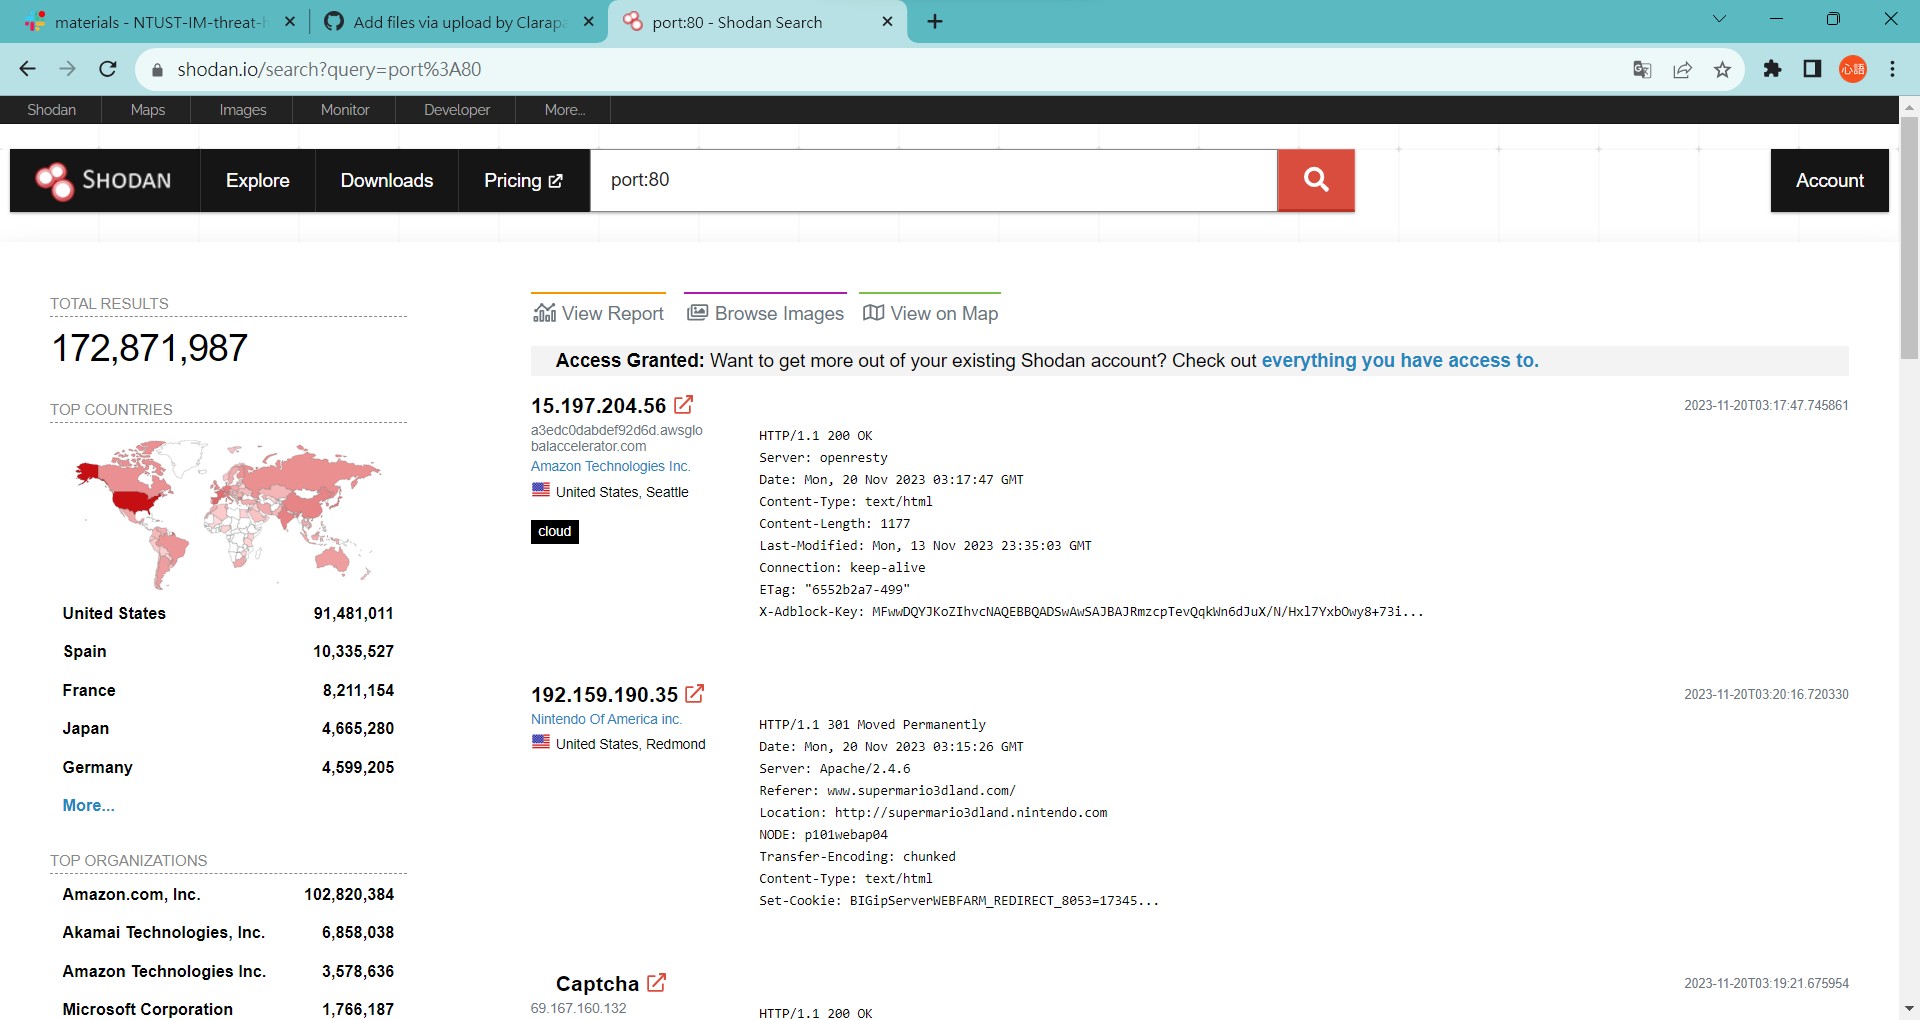 materials - NTUST-IM-threat-h
Add files via upload by Clarapa
port:80 - Shodan Search
shodan.io/search?query=port%3A80
心語
Shodan
Maps
Images
Monitor
Developer
More...
SHODAN
Explore
Downloads
Pricing
port:80
Account
TOTAL RESULTS
172,871,987
TOP COUNTRIES
United States 91,481,011
Spain 10,335,527
France 8,211,154
Japan 4,665,280
Germany 4,599,205
More...
TOP ORGANIZATIONS
Amazon.com, Inc. 102,820,384
Akamai Technologies, Inc. 6,858,038
Amazon Technologies Inc. 3,578,636
Microsoft Corporation 1,766,187
View Report
Browse Images
View on Map
Access Granted: Want to get more out of your existing Shodan account? Check out everything you have access to.
15.197.204.56
2023-11-20T03:17:47.745861
a3edc0dabdef92d6d.awsglo
balaccelerator.com
Amazon Technologies Inc.
United States, Seattle
cloud
HTTP/1.1 200 OK
Server: openresty
Date: Mon, 20 Nov 2023 03:17:47 GMT
Content-Type: text/html
Content-Length: 1177
Last-Modified: Mon, 13 Nov 2023 23:35:03 GMT
Connection: keep-alive
ETag: "6552b2a7-499"
X-Adblock-Key: MFwwDQYJKoZIhvcNAQEBBQADSwAwSAJBAJRmzcpTevQqkWn6dJuX/N/Hxl7YxbOwy8+73i...
192.159.190.35
2023-11-20T03:20:16.720330
Nintendo Of America inc.
United States, Redmond
HTTP/1.1 301 Moved Permanently
Date: Mon, 20 Nov 2023 03:15:26 GMT
Server: Apache/2.4.6
Referer: www.supermario3dland.com/
Location: http://supermario3dland.nintendo.com
NODE: p101webap04
Transfer-Encoding: chunked
Content-Type: text/html
Set-Cookie: BIGipServerWEBFARM_REDIRECT_8053=17345...
Captcha
2023-11-20T03:19:21.675954
69.167.160.132
HTTP/1.1 200 OK